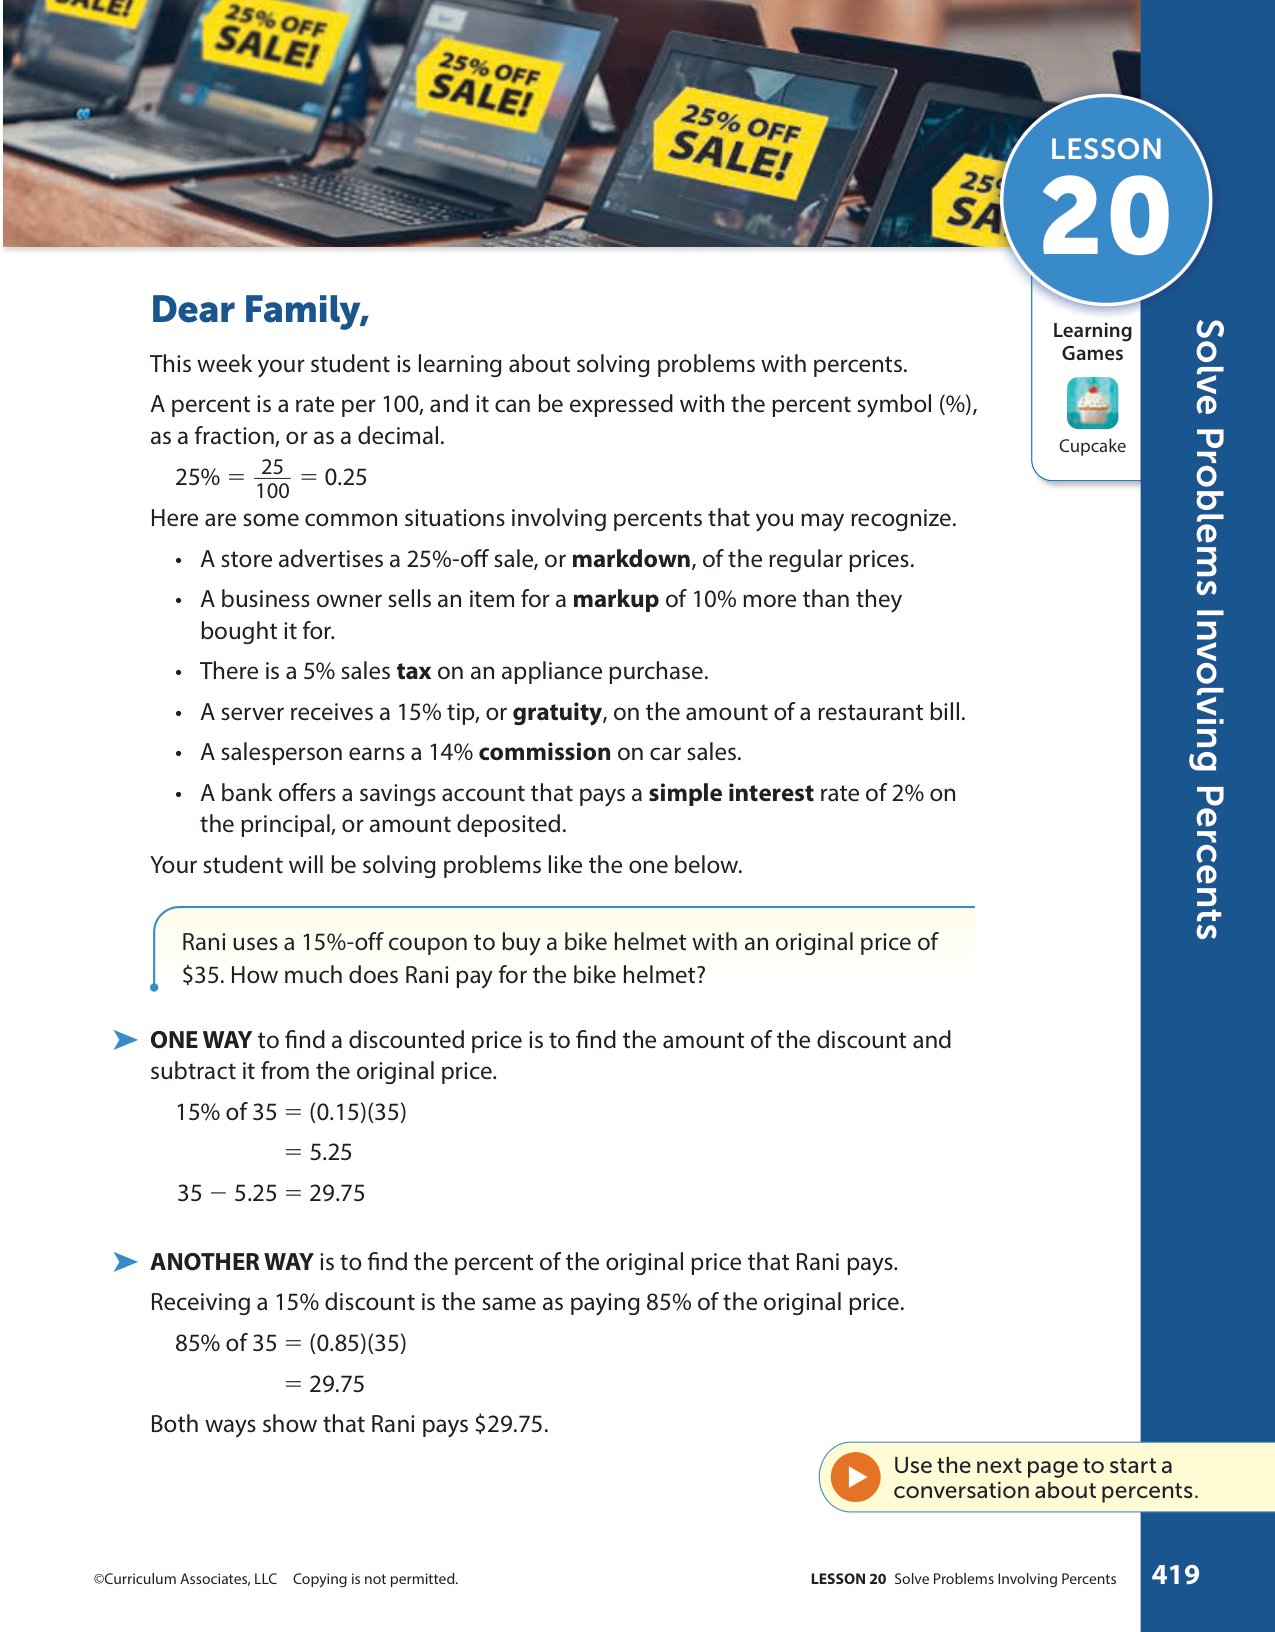 SALE!
25% OFF
SALE!
25% OFF
SALE!
25% OFF
SALE!
LESSON
20
Dear Family,
This week your student is learning about solving problems with percents.
A percent is a rate per 100, and it can be expressed with the percent symbol (%),
as a fraction, or as a decimal.
25% = 25/100 = 0.25
Here are some common situations involving percents that you may recognize.
• A store advertises a 25%-off sale, or markdown, of the regular prices.
• A business owner sells an item for a markup of 10% more than they
bought it for.
• There is a 5% sales tax on an appliance purchase.
• A server receives a 15% tip, or gratuity, on the amount of a restaurant bill.
• A salesperson earns a 14% commission on car sales.
• A bank offers a savings account that pays a simple interest rate of 2% on
the principal, or amount deposited.
Your student will be solving problems like the one below.
Rani uses a 15%-off coupon to buy a bike helmet with an original price of
$35. How much does Rani pay for the bike helmet?
ONE WAY to find a discounted price is to find the amount of the discount and
subtract it from the original price.
15% of 35 = (0.15)(35)
= 5.25
35 − 5.25 = 29.75
ANOTHER WAY is to find the percent of the original price that Rani pays.
Receiving a 15% discount is the same as paying 85% of the original price.
85% of 35 = (0.85)(35)
= 29.75
Both ways show that Rani pays $29.75.
Learning
Games
Cupcake
Solve Problems Involving Percents
Use the next page to start a
conversation about percents.
©Curriculum Associates, LLC Copying is not permitted.
LESSON 20 Solve Problems Involving Percents
419